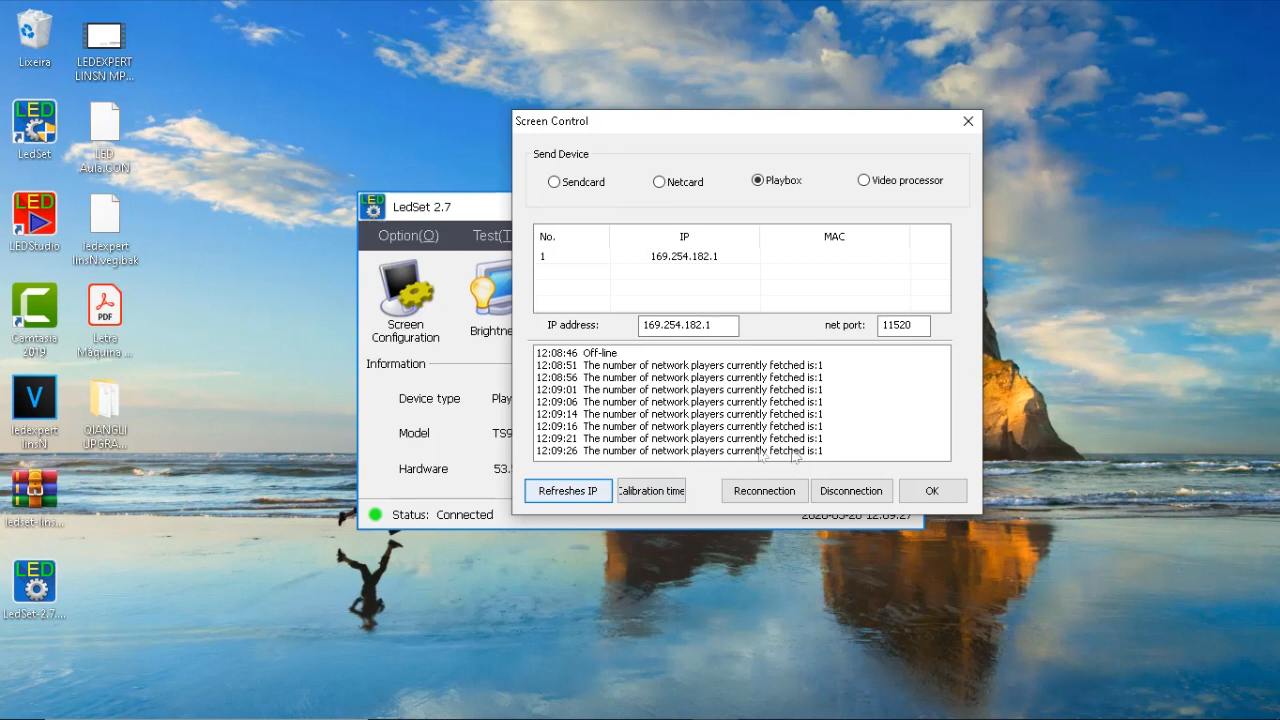 Lixeira
LEDEXPERT
LINSN MP...
LED
LedSet
LED
Aula.CON
LED
LEDStudio
ledexpert
linsN.veg.bak
Camtasia
2019
PDF
Letra
Máquina ...
V
ledexpert
linsN
QIANGLI
UPGRA...
ledset-lins...
LED
LedSet-2.7....
LED
LedSet 2.7
Option(O)
Test(T
Screen
Configuration
Brightne
Information
Device type
Play
Model
TS9
Hardware
53.
Status: Connected
Screen Control
Send Device
Sendcard
Netcard
Playbox
Video processor
No.
IP
MAC
1
169.254.182.1
IP address:
169.254.182.1
net port:
11520
12:08:46 Off-line
12:08:51 The number of network players currently fetched is:1
12:08:56 The number of network players currently fetched is:1
12:09:01 The number of network players currently fetched is:1
12:09:06 The number of network players currently fetched is:1
12:09:14 The number of network players currently fetched is:1
12:09:16 The number of network players currently fetched is:1
12:09:21 The number of network players currently fetched is:1
12:09:26 The number of network players currently fetched is:1
Refreshes IP
Calibration time
Reconnection
Disconnection
OK